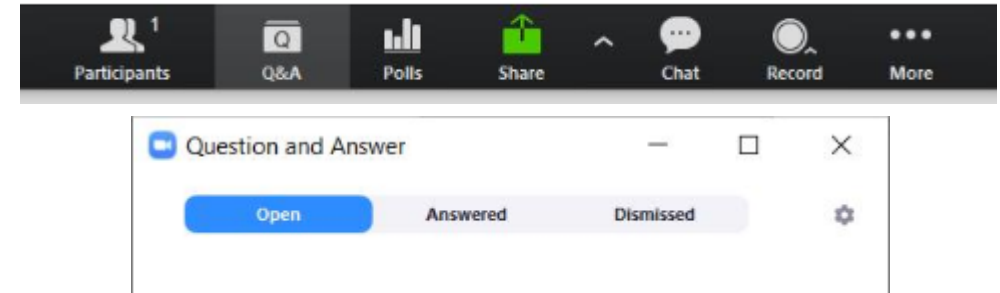 1
Q
Participants Q&A Polls Share Chat Record More
Question and Answer
Open Answered Dismissed